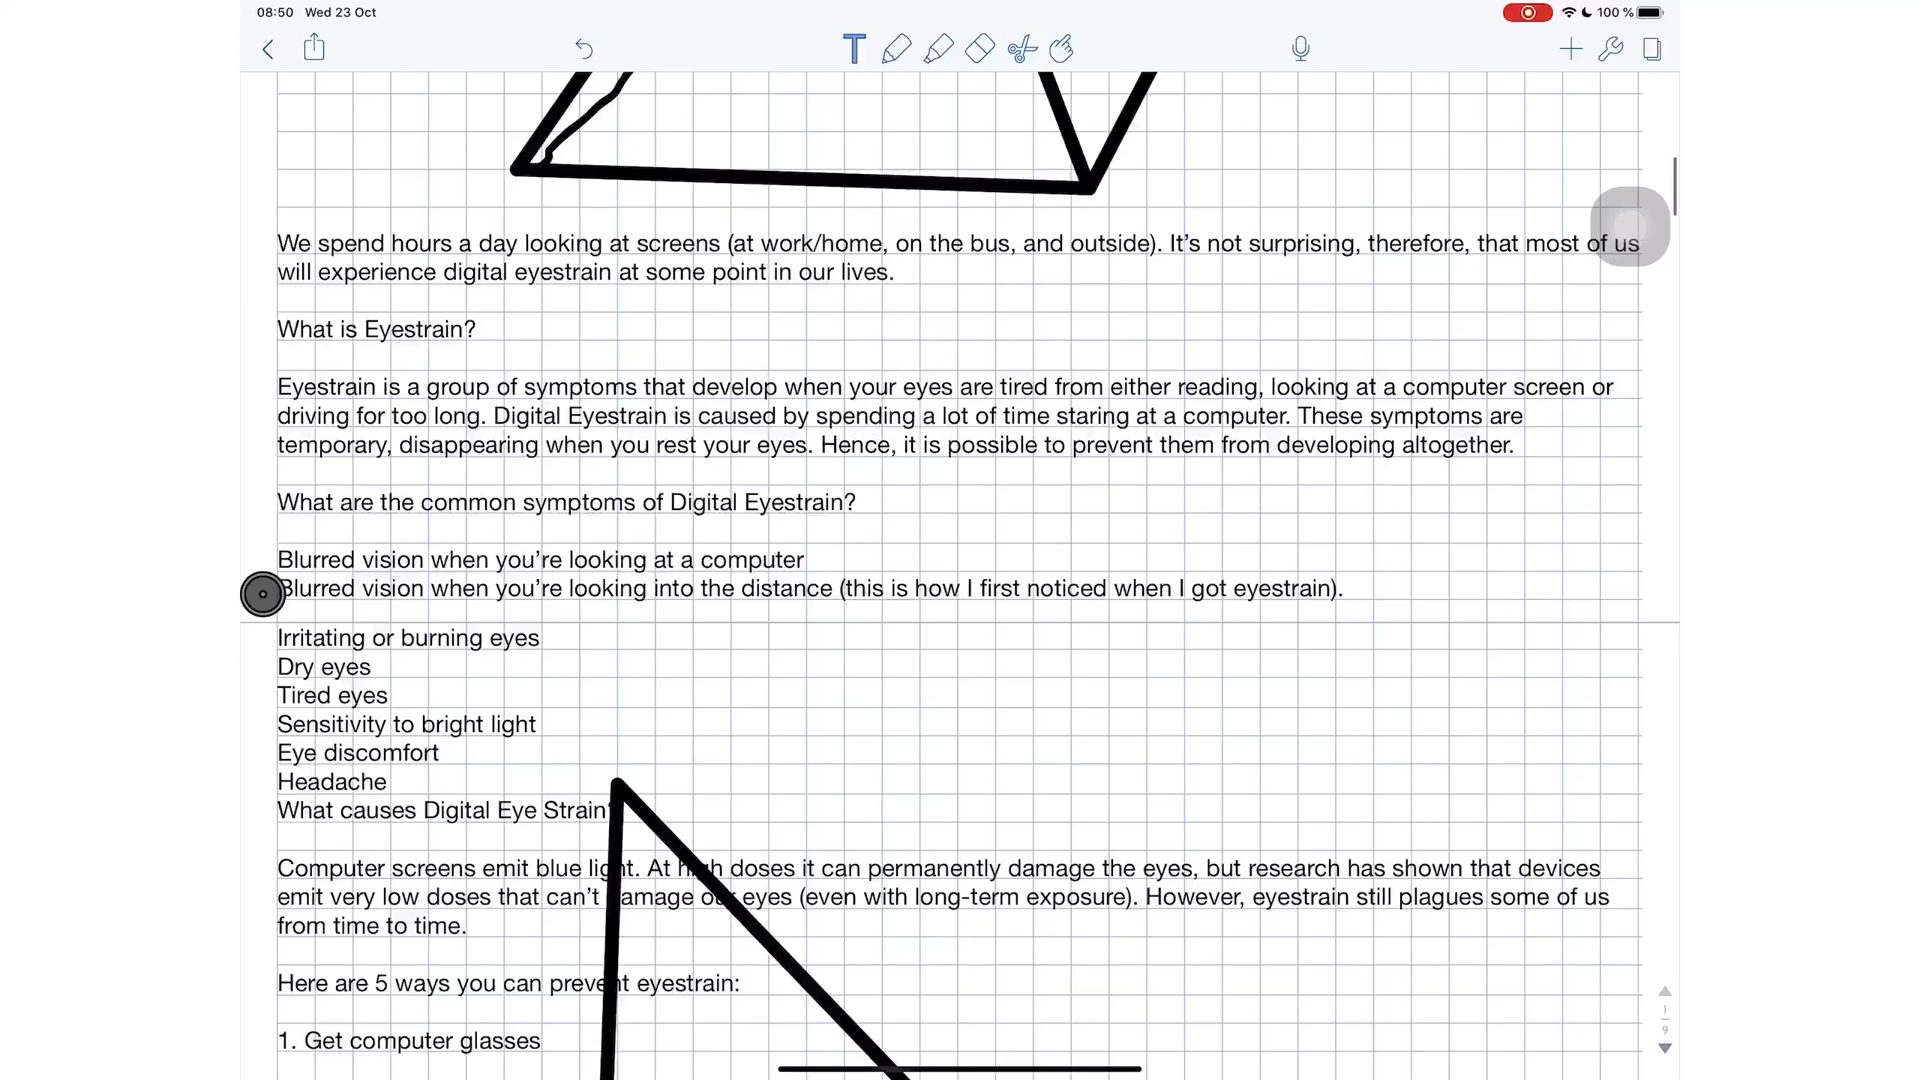 08:50 Wed 23 Oct
100 %
T
We spend hours a day looking at screens (at work/home, on the bus, and outside). It’s not surprising, therefore, that most of us
will experience digital eyestrain at some point in our lives.
What is Eyestrain?
Eyestrain is a group of symptoms that develop when your eyes are tired from either reading, looking at a computer screen or
driving for too long. Digital Eyestrain is caused by spending a lot of time staring at a computer. These symptoms are
temporary, disappearing when you rest your eyes. Hence, it is possible to prevent them from developing altogether.
What are the common symptoms of Digital Eyestrain?
Blurred vision when you’re looking at a computer
Blurred vision when you’re looking into the distance (this is how I first noticed when I got eyestrain).
Irritating or burning eyes
Dry eyes
Tired eyes
Sensitivity to bright light
Eye discomfort
Headache
What causes Digital Eye Strain?
Computer screens emit blue light. At high doses it can permanently damage the eyes, but research has shown that devices
emit very low doses that can’t damage our eyes (even with long-term exposure). However, eyestrain still plagues some of us
from time to time.
Here are 5 ways you can prevent eyestrain:
1
9
1. Get computer glasses